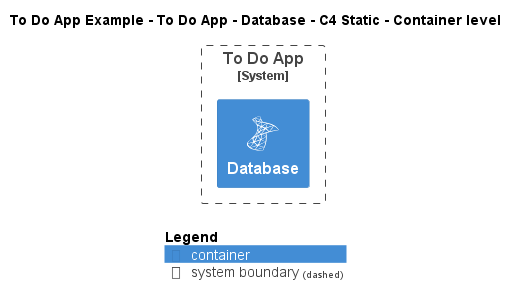 To Do App Example - To Do App - Database - C4 Static - Container level
To Do App
[System]
Database
Legend
container
system boundary (dashed)